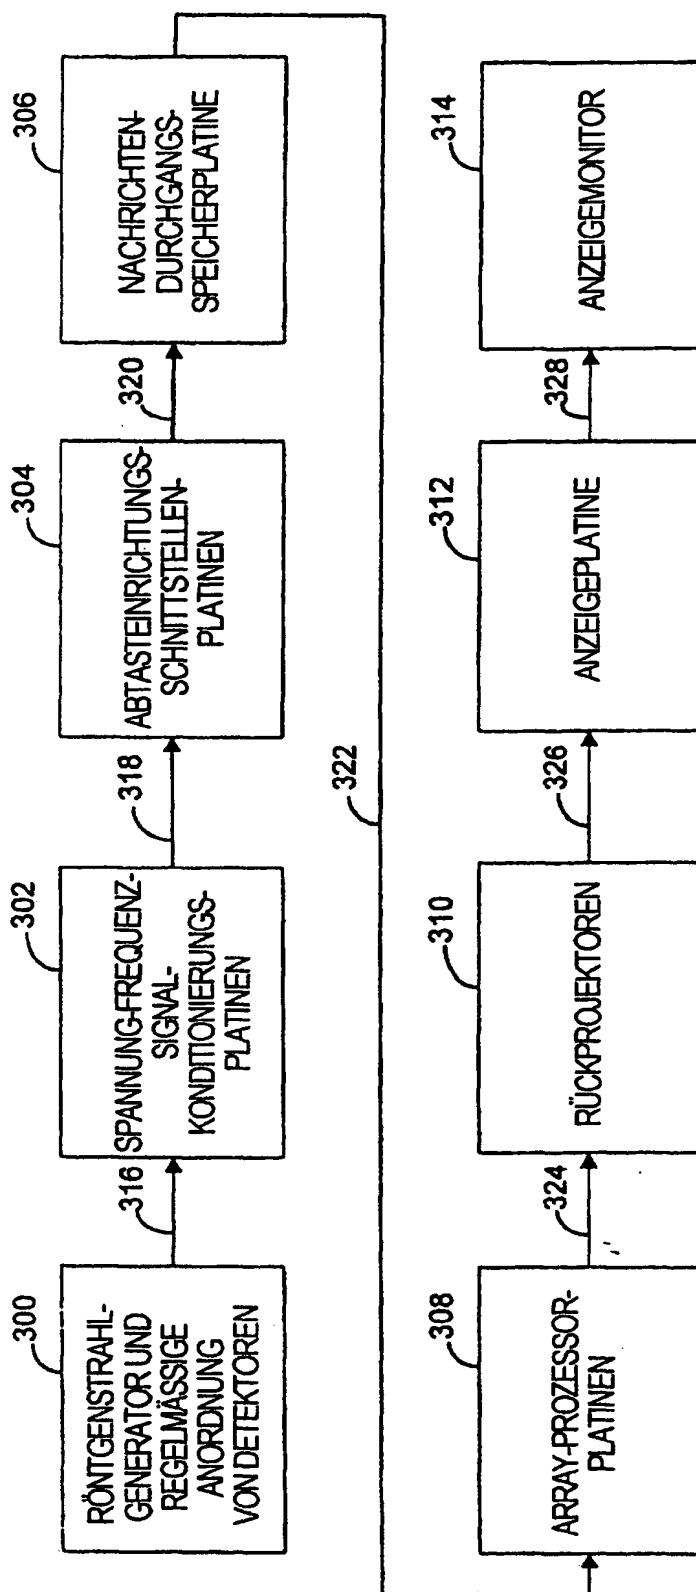 300
RÖNTGENSTRAHL-
GENERATOR UND
REGELMÄSSIGE
ANORDNUNG
VON DETEKTOREN
316
302
SPANNUNG-FREQUENZ-
SIGNAL-
KONDITIONIERUNGS-
PLATINEN
318
304
ABTASTEINRICHTUNGS-
SCHNITTSTELLEN-
PLATINEN
320
306
NACHRICHTEN-
DURCHGANGS-
SPEICHERPLATINE
322
308
ARRAY-PROZESSOR-
PLATINEN
324
310
RÜCKPROJEKTOREN
326
312
ANZEIGEPLATINE
328
314
ANZEIGEMONITOR